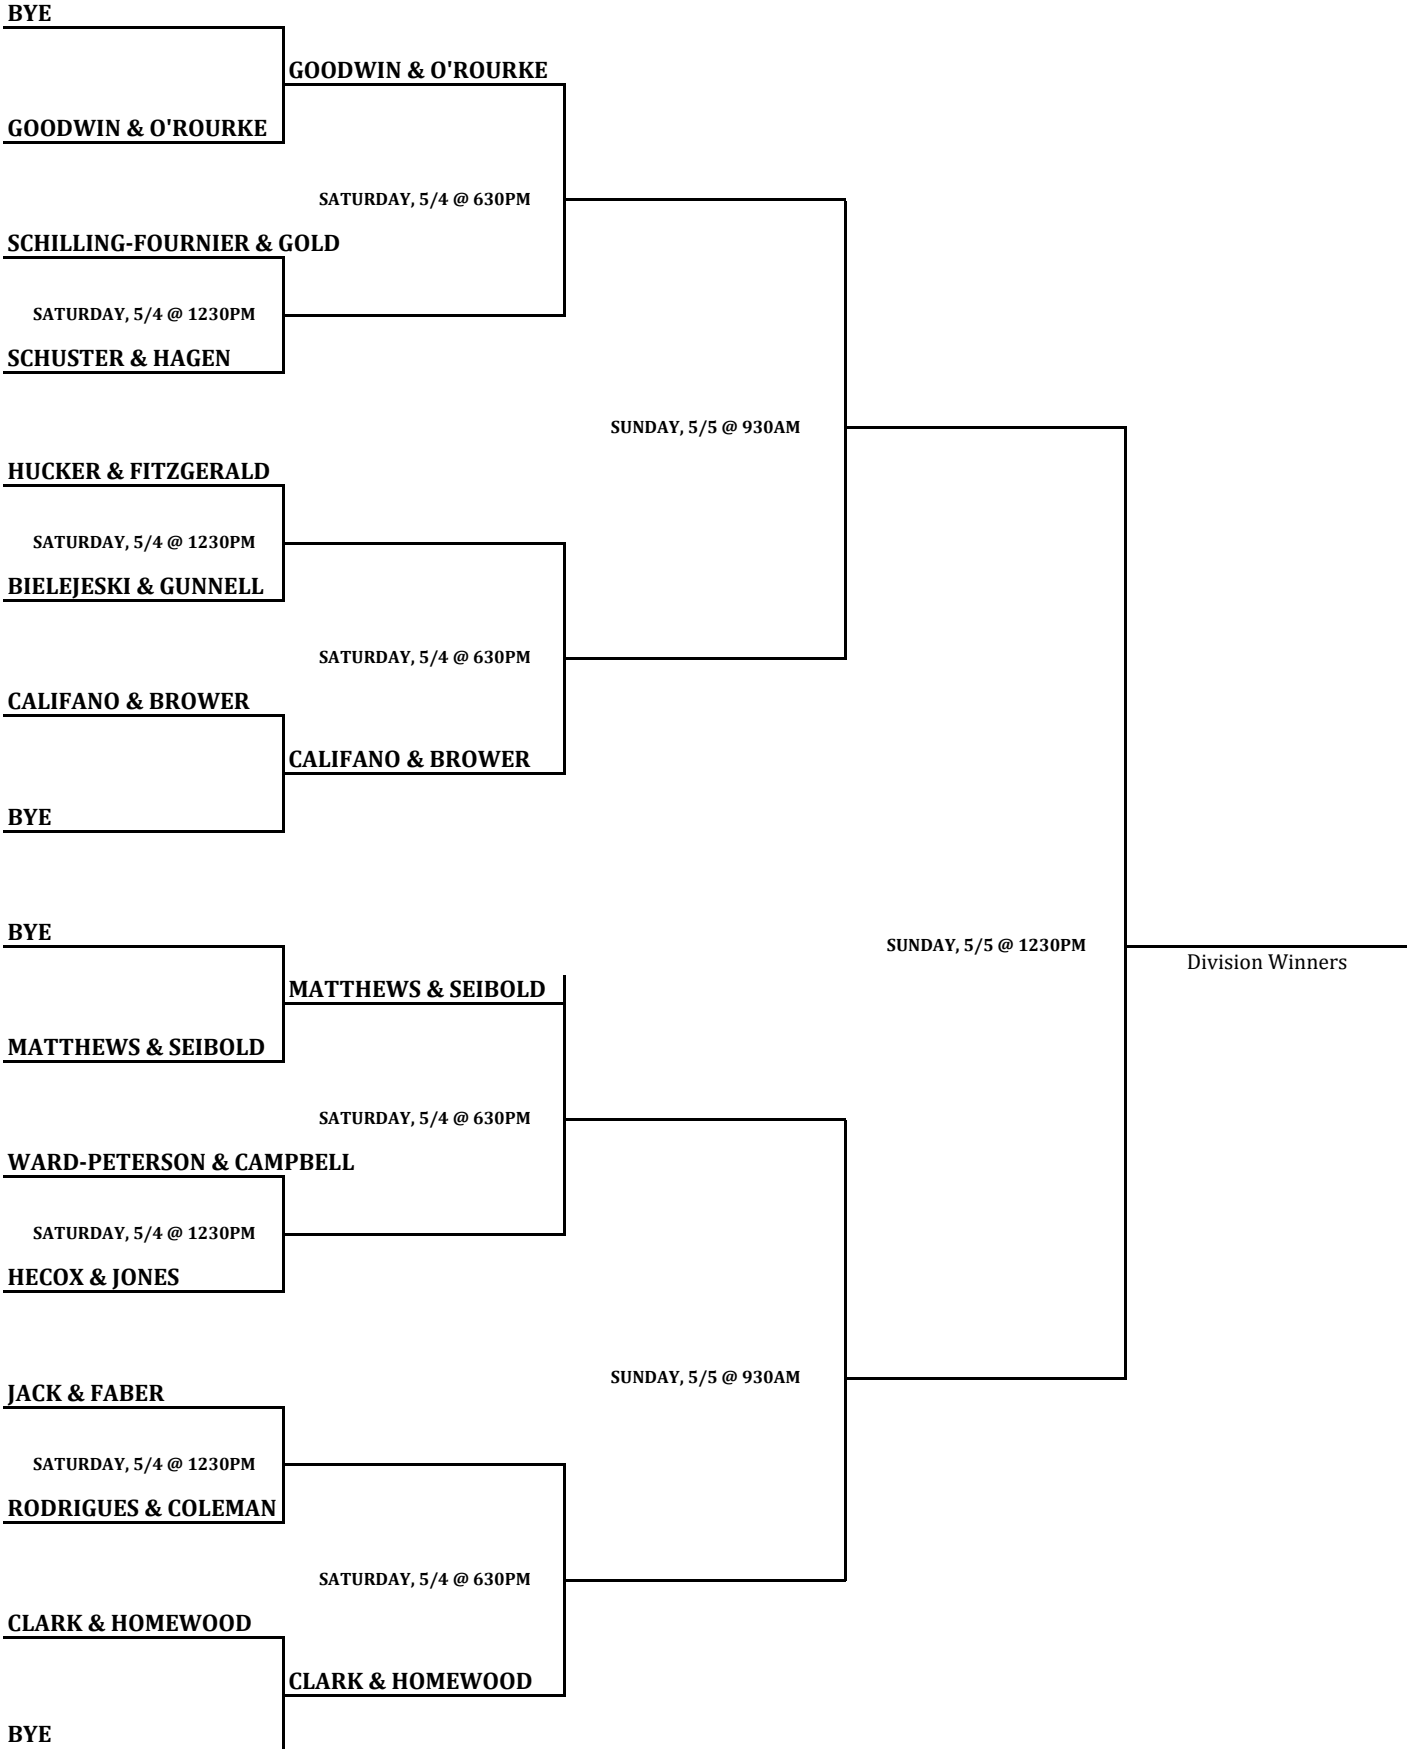 BYE
GOODWIN & O'ROURKE
GOODWIN & O'ROURKE
SATURDAY, 5/4 @ 630PM
SCHILLING-FOURNIER & GOLD
SATURDAY, 5/4 @ 1230PM
SCHUSTER & HAGEN
SUNDAY, 5/5 @ 930AM
HUCKER & FITZGERALD
SATURDAY, 5/4 @ 1230PM
BIELEJESKI & GUNNELL
SATURDAY, 5/4 @ 630PM
CALIFANO & BROWER
CALIFANO & BROWER
BYE
BYE
SUNDAY, 5/5 @ 1230PM
Division Winners
MATTHEWS & SEIBOLD
MATTHEWS & SEIBOLD
SATURDAY, 5/4 @ 630PM
WARD-PETERSON & CAMPBELL
SATURDAY, 5/4 @ 1230PM
HECOX & JONES
SUNDAY, 5/5 @ 930AM
JACK & FABER
SATURDAY, 5/4 @ 1230PM
RODRIGUES & COLEMAN
SATURDAY, 5/4 @ 630PM
CLARK & HOMEWOOD
CLARK & HOMEWOOD
BYE